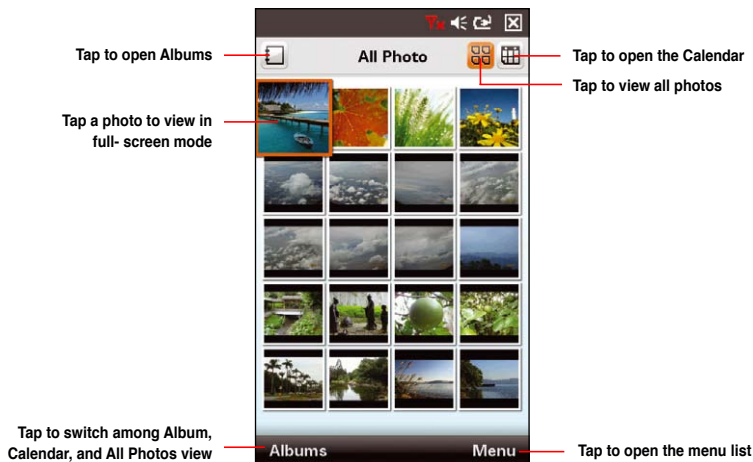 Tap to open Albums
All Photo
Tap to open the Calendar
Tap to view all photos
Tap a photo to view in
full- screen mode
Tap to switch among Album,
Calendar, and All Photos view
Albums
Menu
Tap to open the menu list